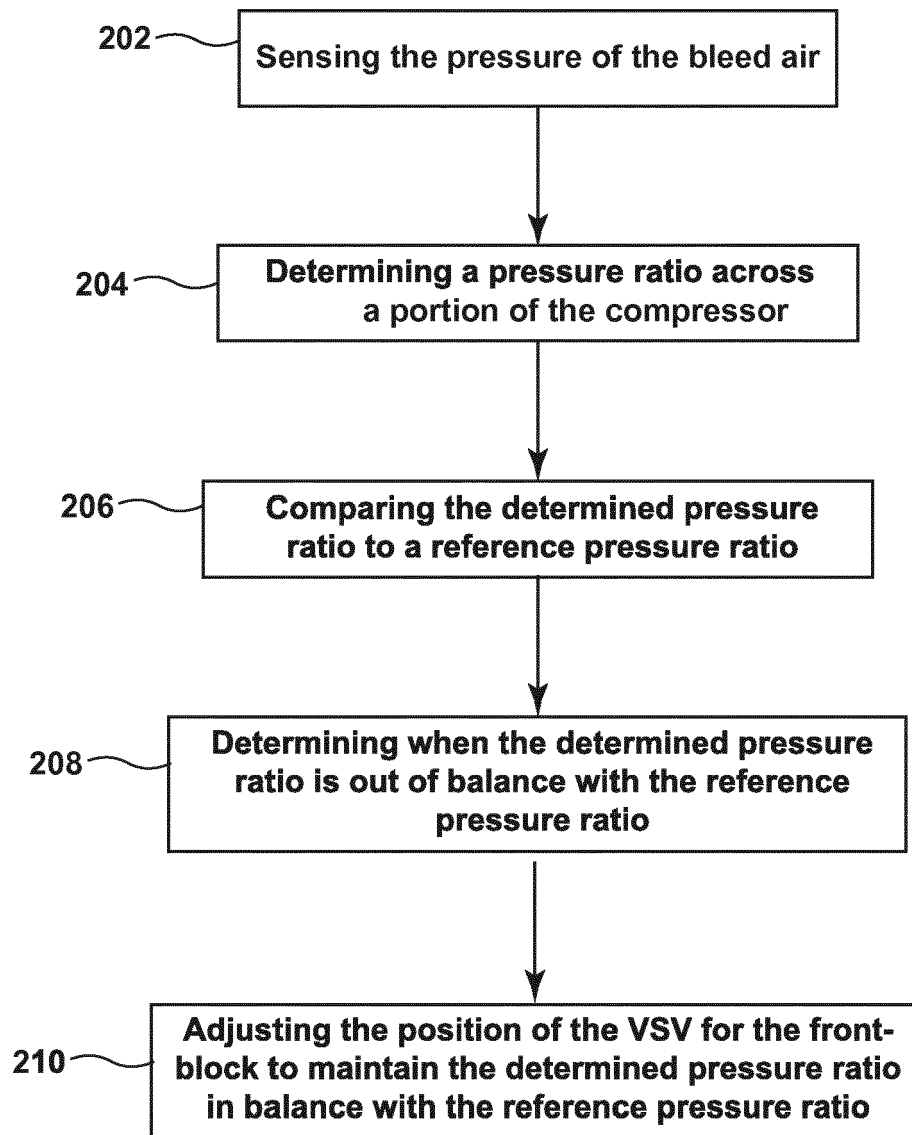 202
Sensing the pressure of the bleed air
204
Determining a pressure ratio across
a portion of the compressor
206
Comparing the determined pressure
ratio to a reference pressure ratio
208
Determining when the determined pressure
ratio is out of balance with the reference
pressure ratio
210
Adjusting the position of the VSV for the front-
block to maintain the determined pressure ratio
in balance with the reference pressure ratio